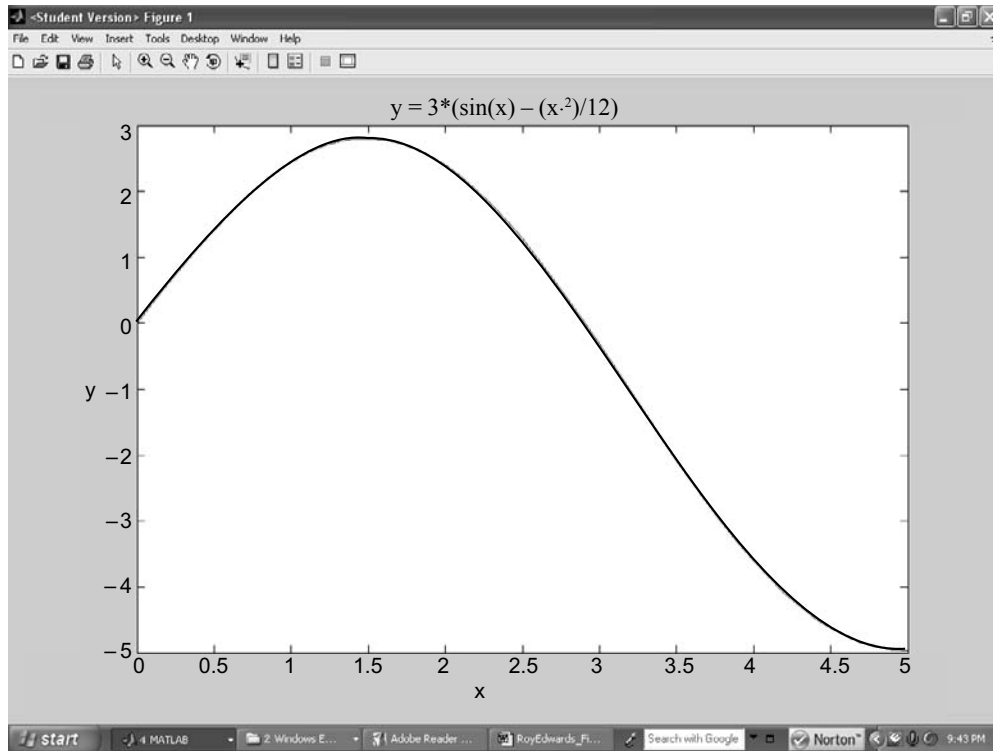 <Student Version> Figure 1
File Edit View Insert Tools Desktop Window Help
y = 3*(sin(x) – (x.²)/12)
3
2
1
0
y –1
–2
–3
–4
–5
0 0.5 1 1.5 2 2.5 3 3.5 4 4.5 5
x
start 4 MATLAB 2 Windows E... Adobe Reader ... RoyEdwards_Fi... Search with Google Norton™ 9:43 PM